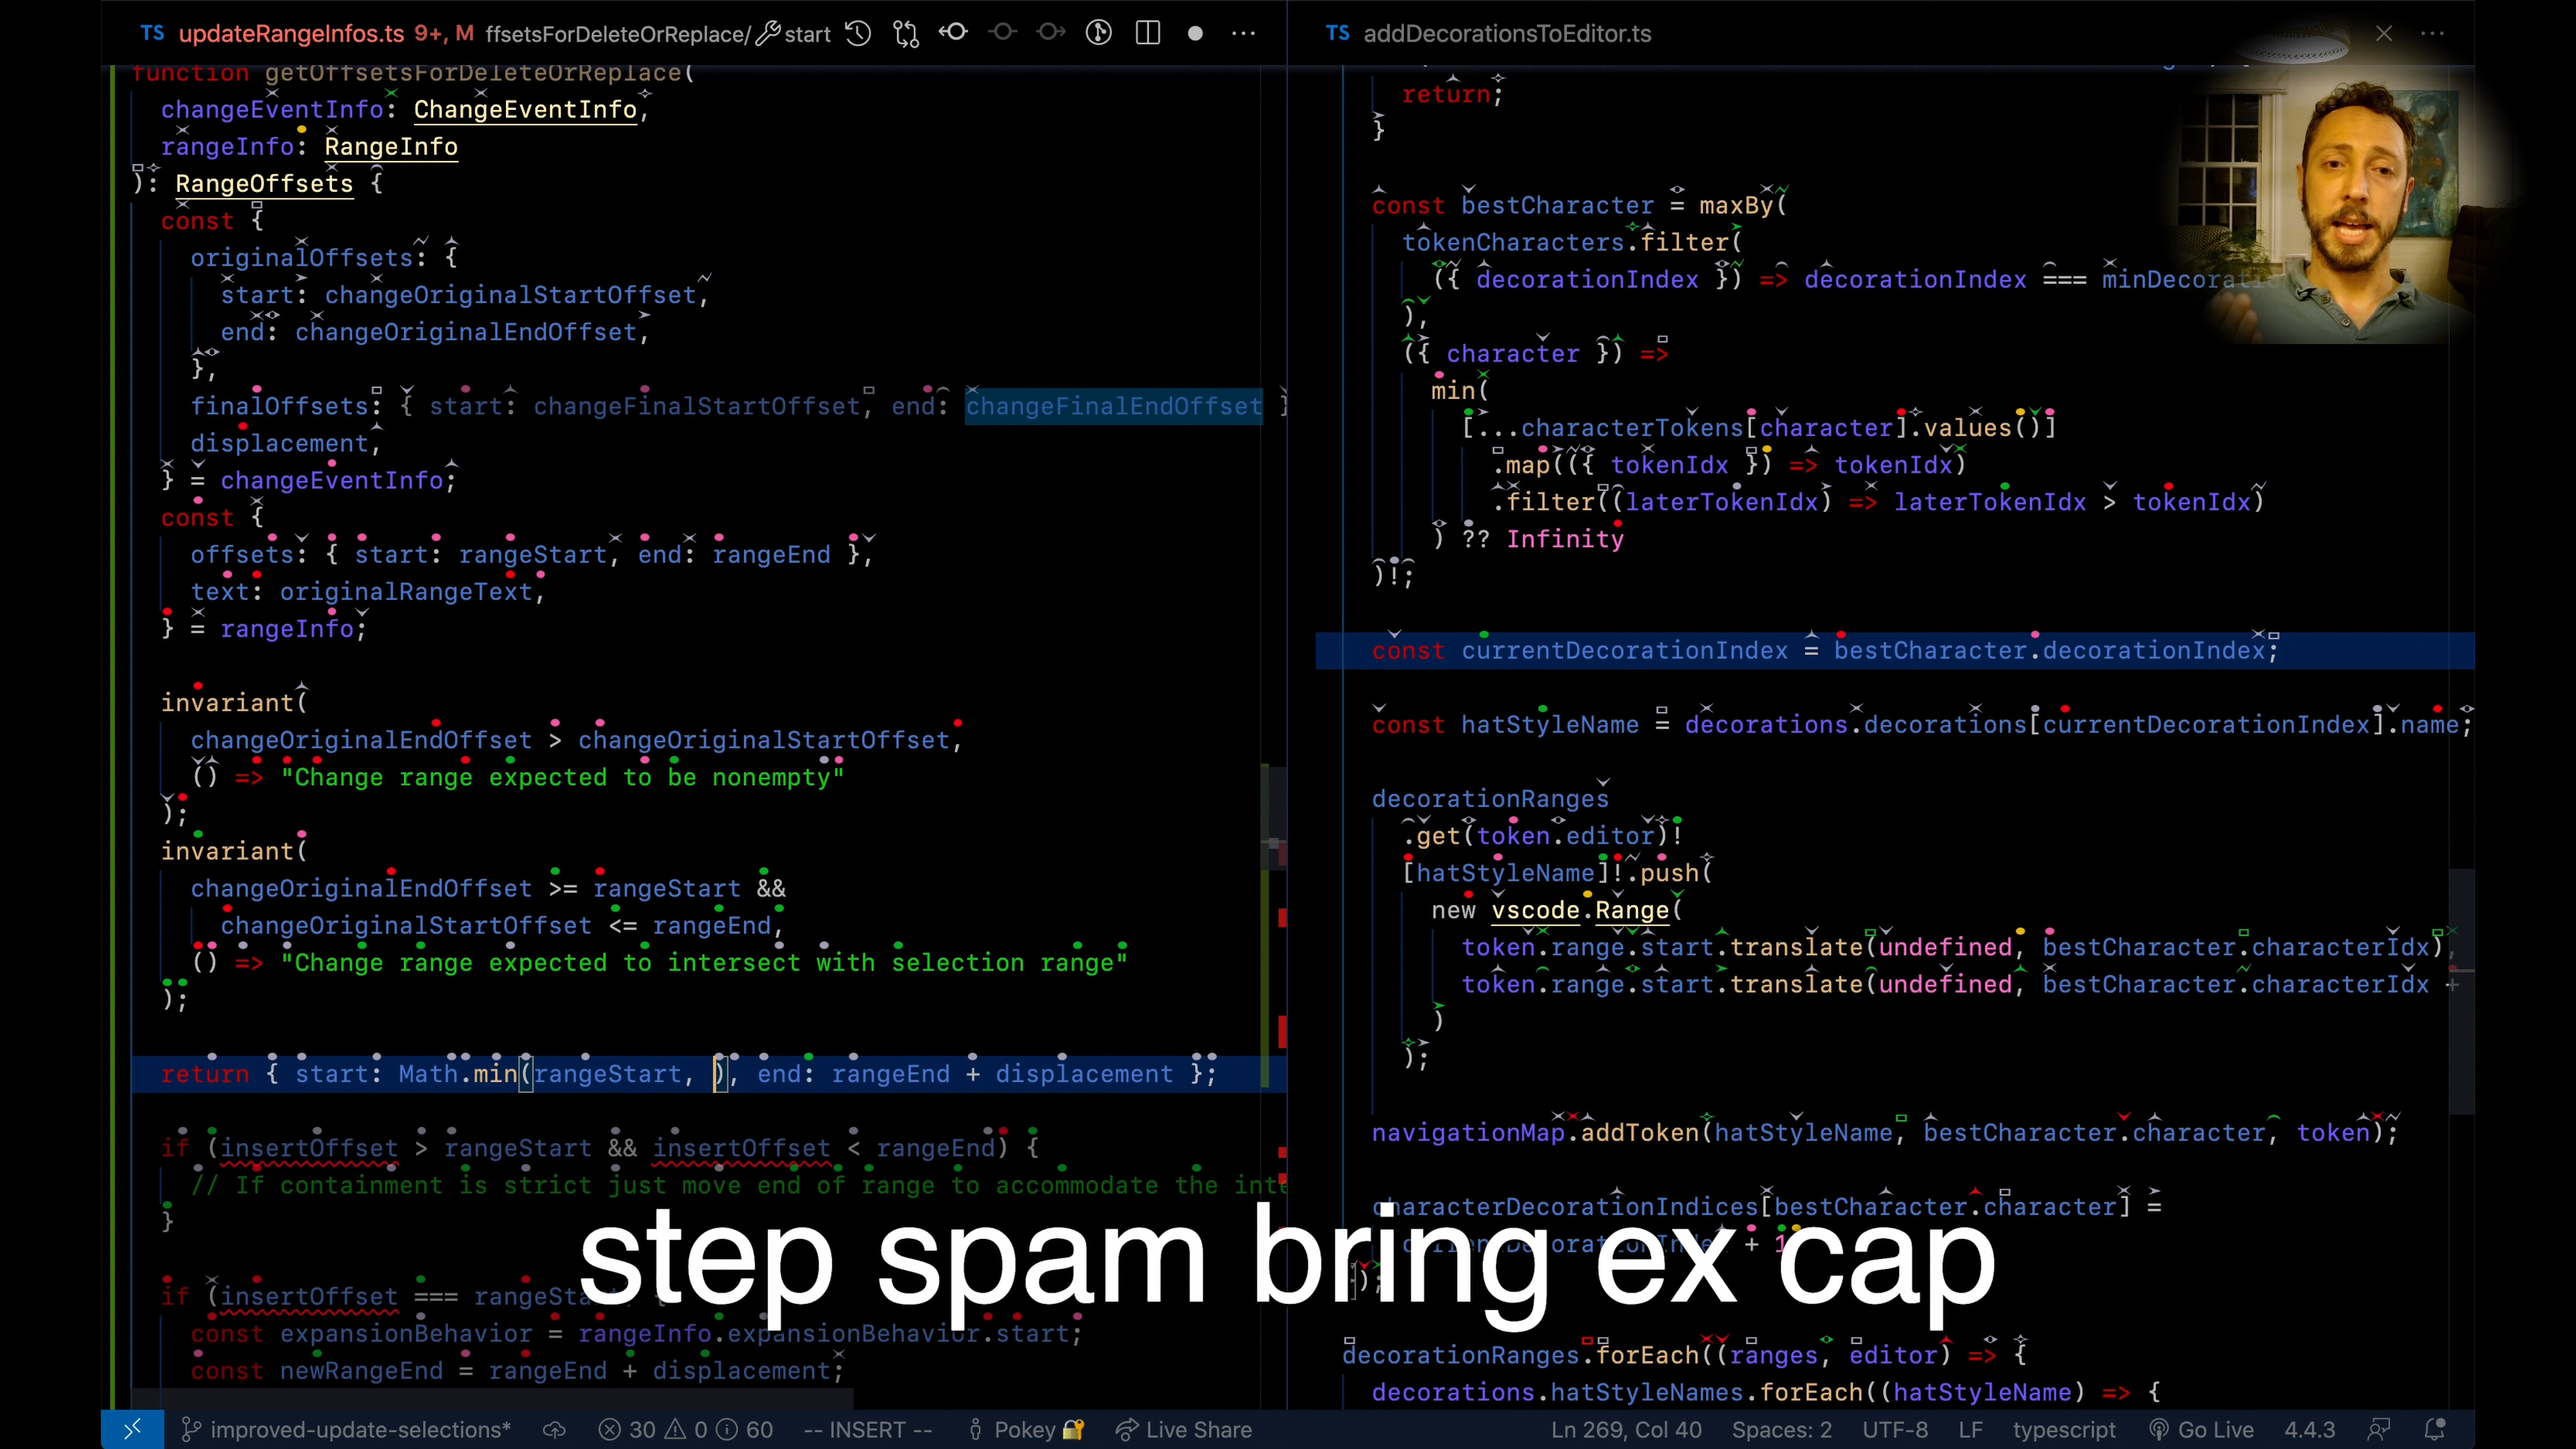 TS updateRangeInfos.ts 9+, M ffsetsForDeleteOrReplace/ start
function getOffsetsForDeleteOrReplace(
changeEventInfo: ChangeEventInfo,
rangeInfo: RangeInfo
): RangeOffsets {
const {
originalOffsets: {
start: changeOriginalStartOffset,
end: changeOriginalEndOffset,
},
finalOffsets: { start: changeFinalStartOffset, end: changeFinalEndOffset }
displacement,
} = changeEventInfo;
const {
offsets: { start: rangeStart, end: rangeEnd },
text: originalRangeText,
} = rangeInfo;
invariant(
changeOriginalEndOffset > changeOriginalStartOffset,
() => "Change range expected to be nonempty"
);
invariant(
changeOriginalEndOffset >= rangeStart &&
changeOriginalStartOffset <= rangeEnd,
() => "Change range expected to intersect with selection range"
);
return { start: Math.min(rangeStart, ), end: rangeEnd + displacement };
if (insertOffset > rangeStart && insertOffset < rangeEnd) {
// If containment is strict just move end of range to accommodate the inte
}
if (insertOffset === rangeSta
const expansionBehavior = rangeInfo.expansionBehavior.start;
const newRangeEnd = rangeEnd + displacement;
TS addDecorationsToEditor.ts
return;
}
const bestCharacter = maxBy(
tokenCharacters.filter(
({ decorationIndex }) => decorationIndex === minDecorati
),
({ character }) =>
min(
[...characterTokens[character].values()]
.map(({ tokenIdx }) => tokenIdx)
.filter((laterTokenIdx) => laterTokenIdx > tokenIdx)
) ?? Infinity
)!;
const currentDecorationIndex = bestCharacter.decorationIndex;
const hatStyleName = decorations.decorations[currentDecorationIndex].name;
decorationRanges
.get(token.editor)!
[hatStyleName]!.push(
new vscode.Range(
token.range.start.translate(undefined, bestCharacter.characterIdx),
token.range.start.translate(undefined, bestCharacter.characterIdx +
)
);
navigationMap.addToken(hatStyleName, bestCharacter.character, token);
characterDecorationIndices[bestCharacter.character] =
currentDecorationIndex + 1
});
decorationRanges.forEach((ranges, editor) => {
decorations.hatStyleNames.forEach((hatStyleName) => {
step spam bring ex cap
improved-update-selections* 30 0 60 -- INSERT -- Pokey Live Share Ln 269, Col 40 Spaces: 2 UTF-8 LF typescript Go Live 4.4.3